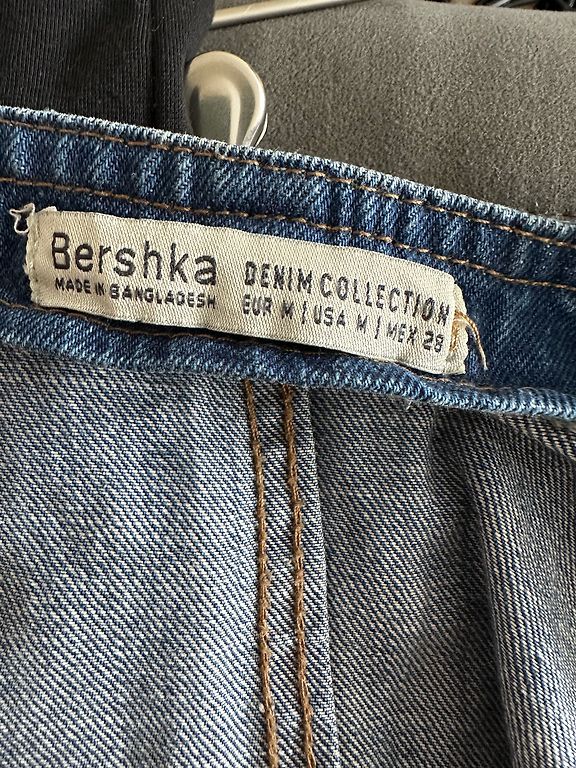 Bershka
MADE IN BANGLADESH
DENIM COLLECTION
EUR M | USA M | MEX 28